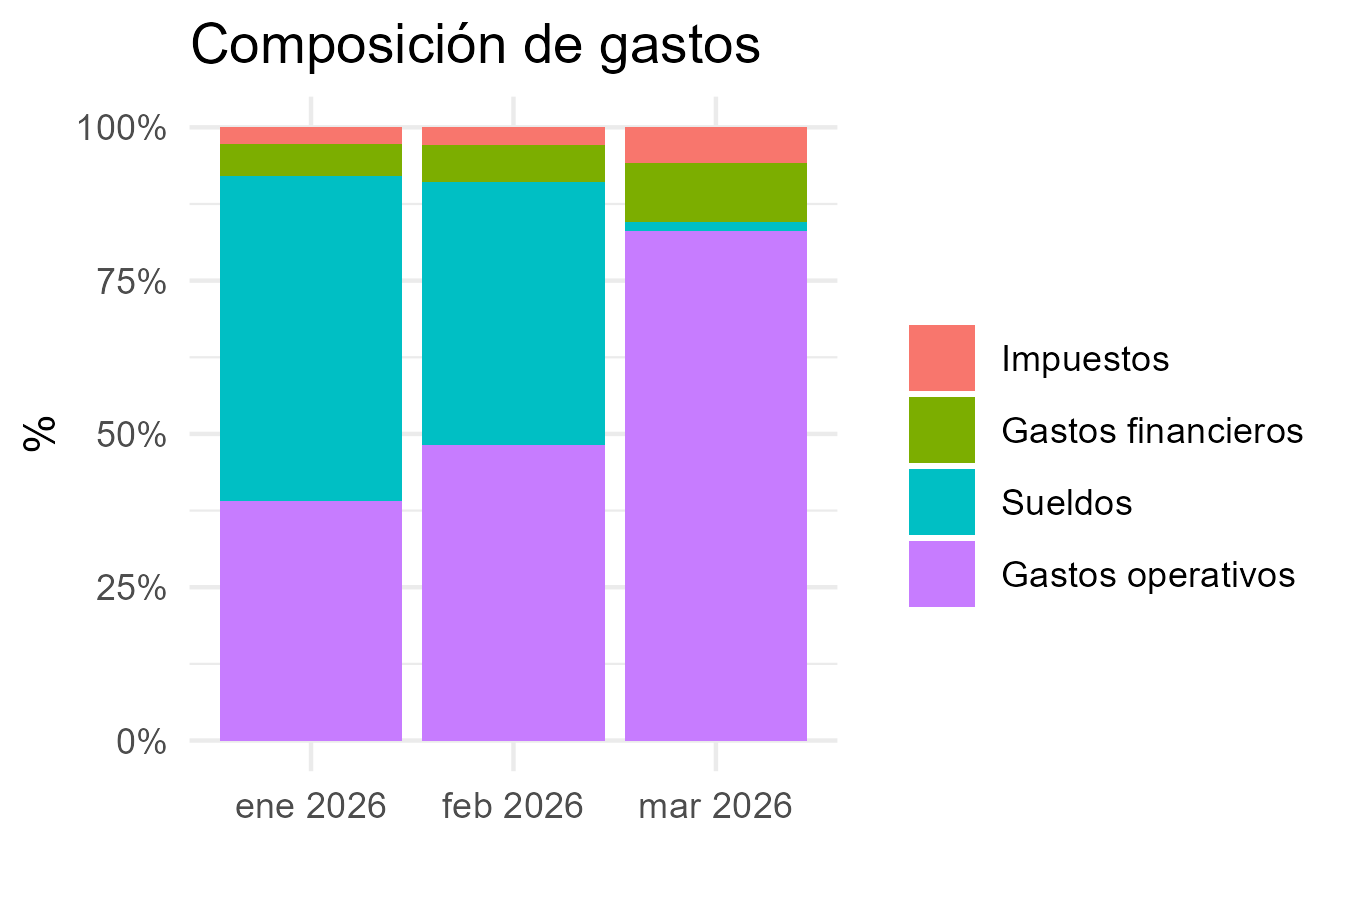 Composición de gastos
%
100%
75%
50%
25%
0%
ene 2026
feb 2026
mar 2026
Impuestos
Gastos financieros
Sueldos
Gastos operativos